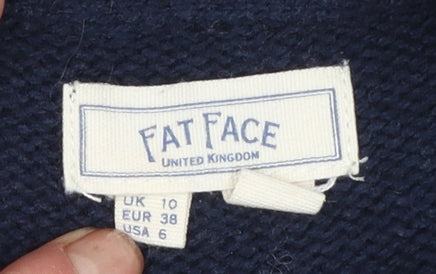 FAT FACE
UNITED KINGDOM
UK 10
EUR 38
USA 6